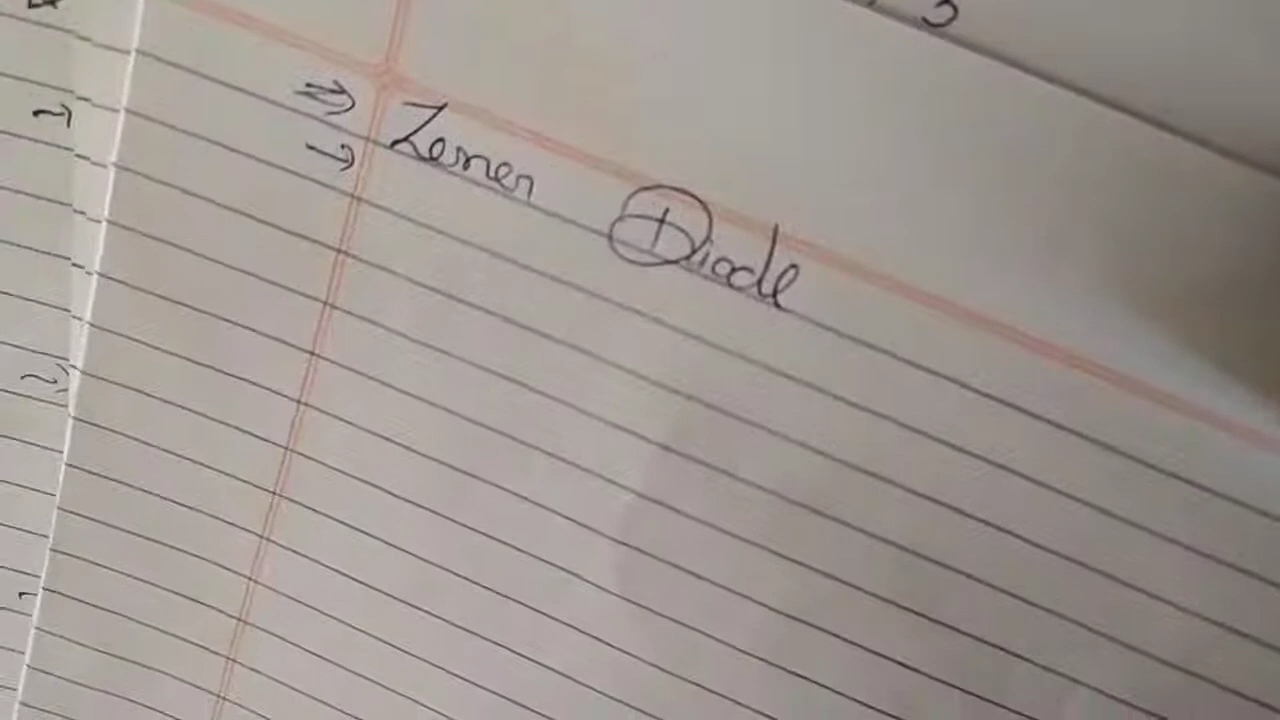 ⇒ Zener Diode
→